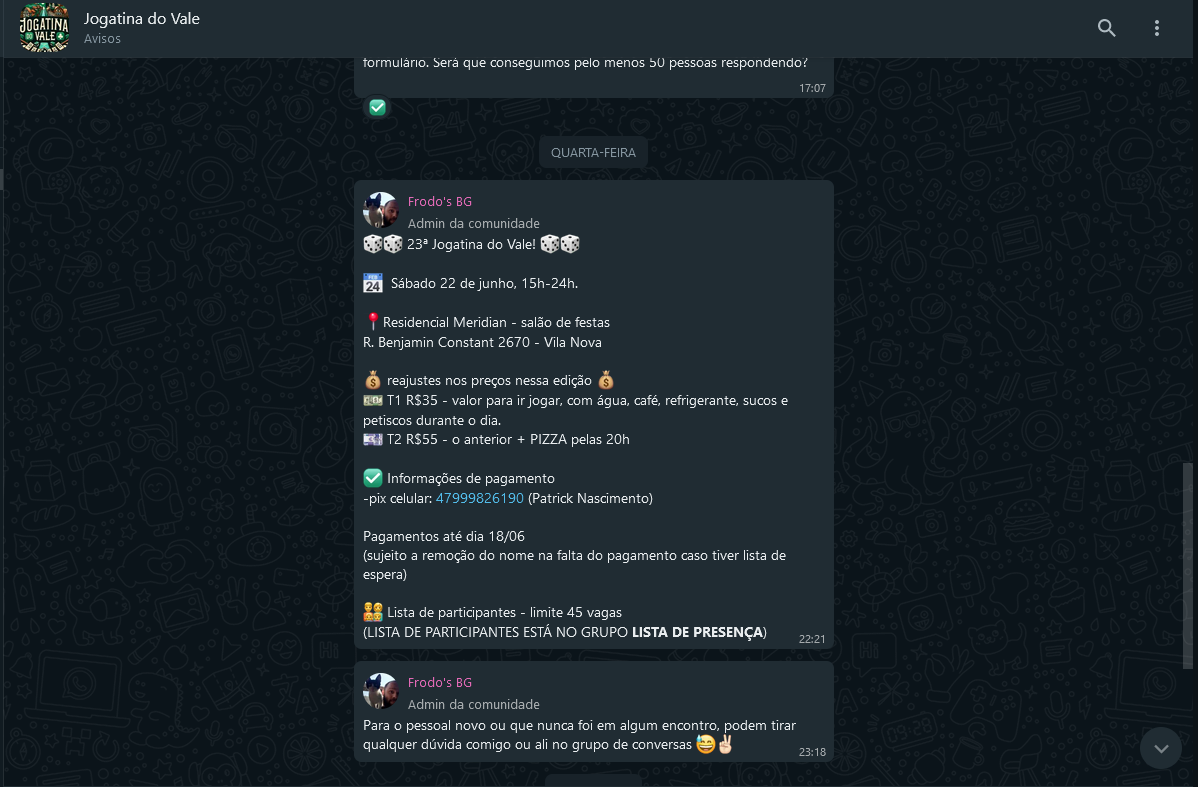 JOGATINA
DO VALE
Jogatina do Vale
Avisos
formulário. Será que conseguimos pelo menos 50 pessoas respondendo?
17:07
✅
QUARTA-FEIRA
Frodo's BG
Admin da comunidade
🎲🎲 23ª Jogatina do Vale! 🎲🎲
📆 Sábado 22 de junho, 15h-24h.
📍Residencial Meridian - salão de festas
R. Benjamin Constant 2670 - Vila Nova
💰 reajustes nos preços nessa edição 💰
💵 T1 R$35 - valor para ir jogar, com água, café, refrigerante, sucos e
petiscos durante o dia.
💷 T2 R$55 - o anterior + PIZZA pelas 20h
✅ Informações de pagamento
-pix celular: 47999826190 (Patrick Nascimento)
Pagamentos até dia 18/06
(sujeito a remoção do nome na falta do pagamento caso tiver lista de
espera)
👨‍👩‍👧‍👦 Lista de participantes - limite 45 vagas
(LISTA DE PARTICIPANTES ESTÁ NO GRUPO LISTA DE PRESENÇA)
22:21
Frodo's BG
Admin da comunidade
Para o pessoal novo ou que nunca foi em algum encontro, podem tirar
qualquer dúvida comigo ou ali no grupo de conversas 😅✌🏻
23:18